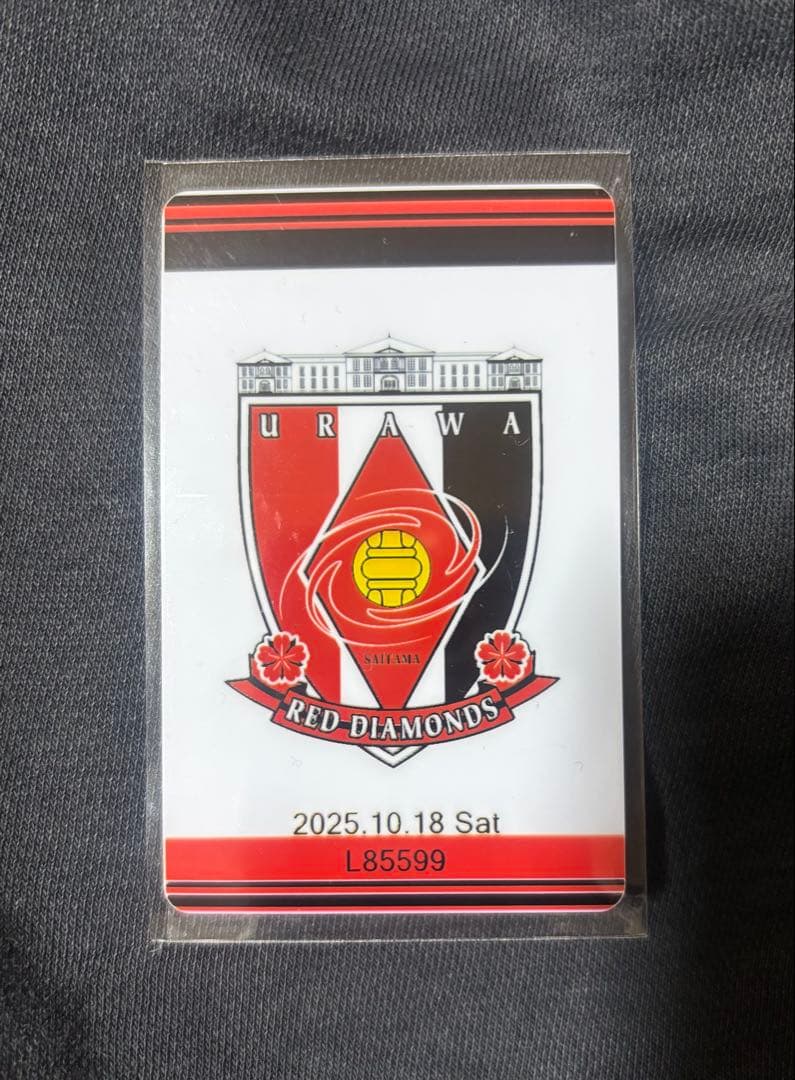 URAWA
SAITAMA
RED DIAMONDS
2025.10.18 Sat
L85599